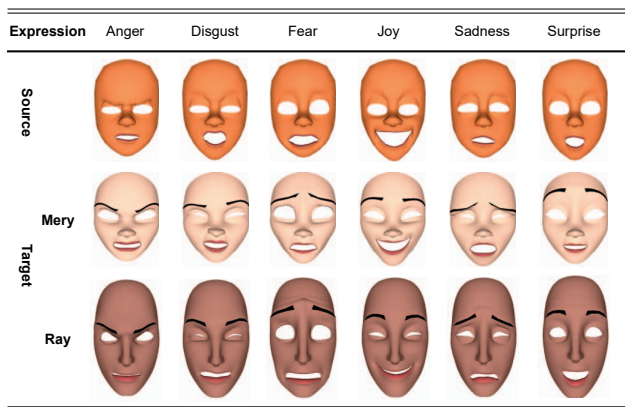 Expression Anger Disgust Fear Joy Sadness Surprise
Source
Target
Mery
Ray